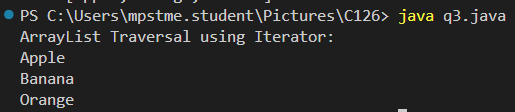 PS C:\Users\mpstme.student\Pictures\C126> java q3.java
ArrayList Traversal using Iterator:
Apple
Banana
Orange